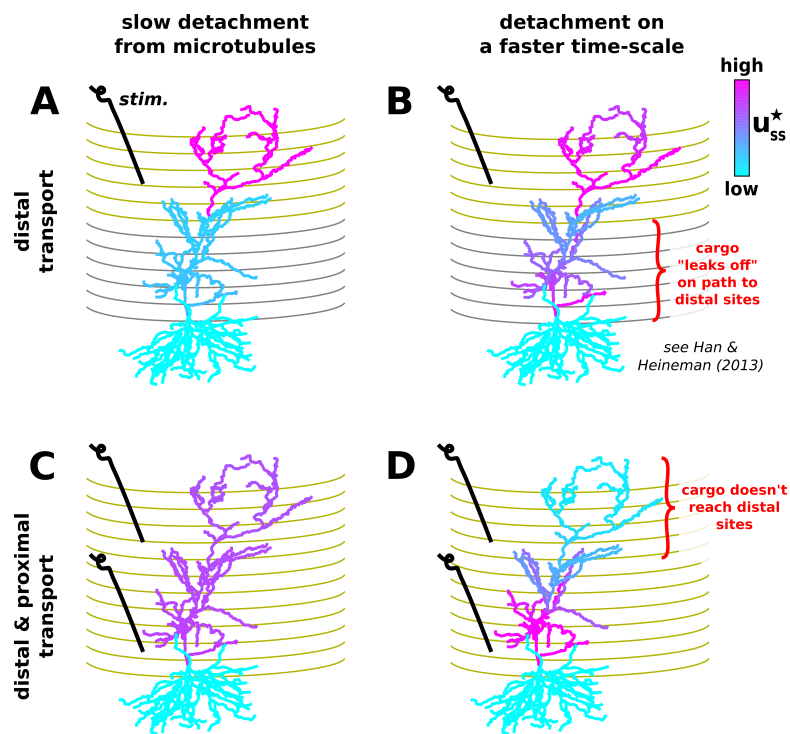 slow detachment
from microtubules
detachment on
a faster time-scale
high
u*ss
low
A
stim.
B
distal
transport
cargo
"leaks off"
on path to
distal sites
see Han &
Heineman (2013)
C
D
cargo doesn't
reach distal
sites
distal & proximal
transport